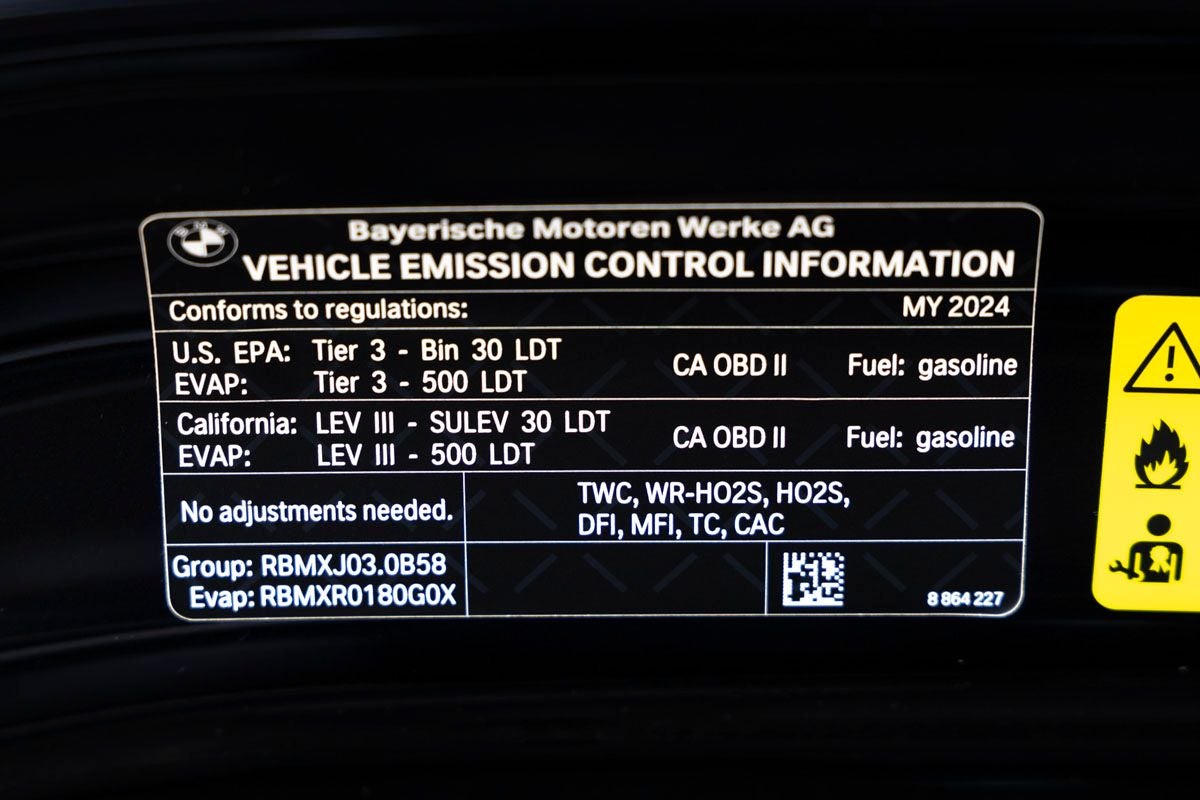 BMW
Bayerische Motoren Werke AG
VEHICLE EMISSION CONTROL INFORMATION
Conforms to regulations: MY 2024
U.S. EPA: Tier 3 - Bin 30 LDT
EVAP: Tier 3 - 500 LDT
CA OBD II Fuel: gasoline
California: LEV III - SULEV 30 LDT
EVAP: LEV III - 500 LDT
CA OBD II Fuel: gasoline
No adjustments needed.
TWC, WR-HO2S, HO2S,
DFI, MFI, TC, CAC
Group: RBMXJ03.0B58
Evap: RBMXR0180G0X
8 864 227